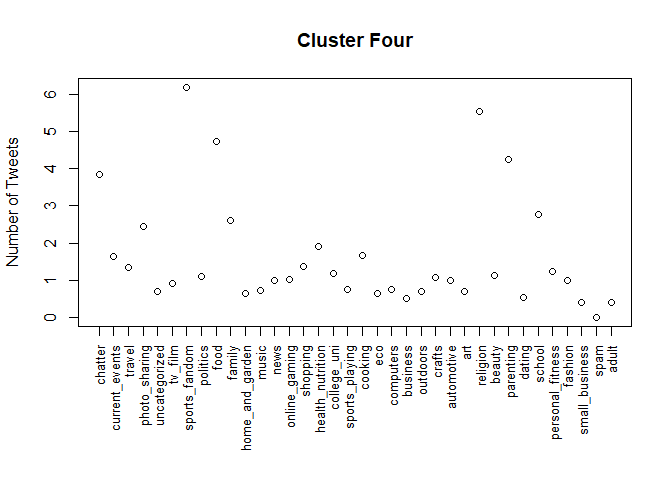 Cluster Four
Number of Tweets
6
5
4
3
2
1
0
chatter
current_events
travel
photo_sharing
uncategorized
tv_film
sports_fandom
politics
food
family
home_and_garden
music
news
online_gaming
shopping
health_nutrition
college_uni
sports_playing
cooking
eco
computers
business
outdoors
crafts
automotive
art
religion
beauty
parenting
dating
school
personal_fitness
fashion
small_business
spam
adult